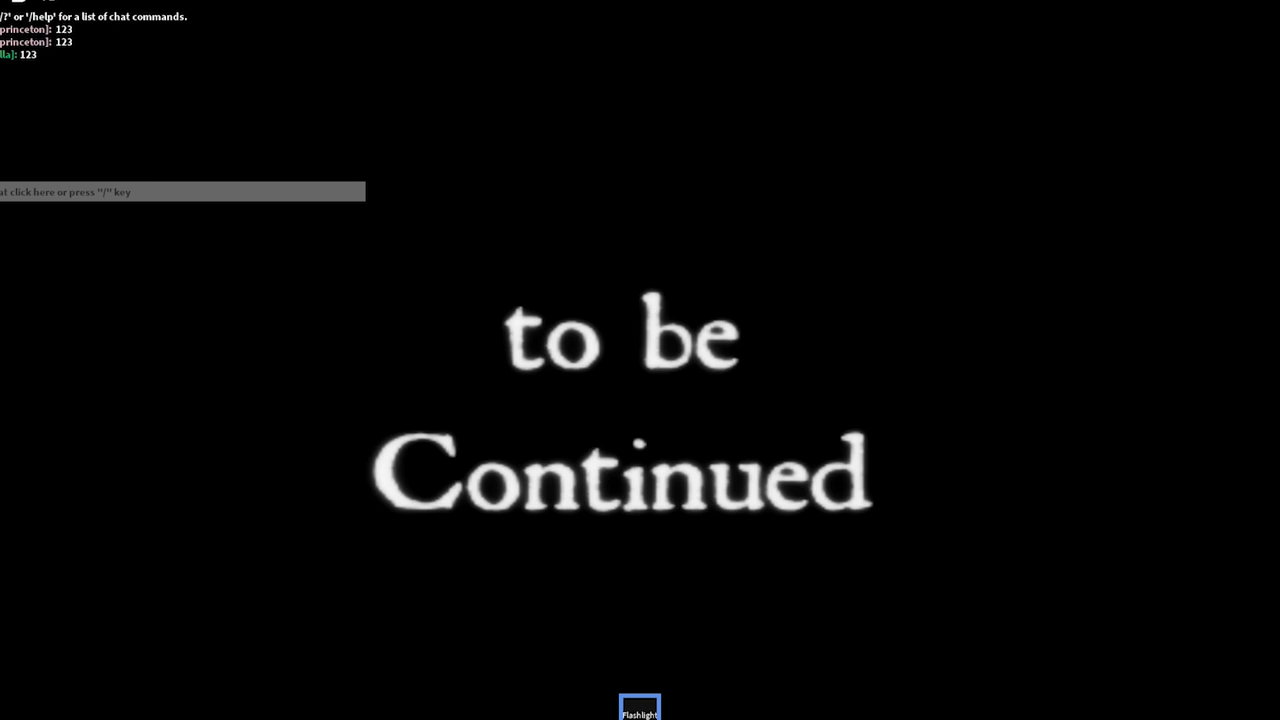 /?' or '/help' for a list of chat commands.
princeton]: 123
princeton]: 123
lla]: 123
at click here or press "/" key
to be
Continued
Flashlight